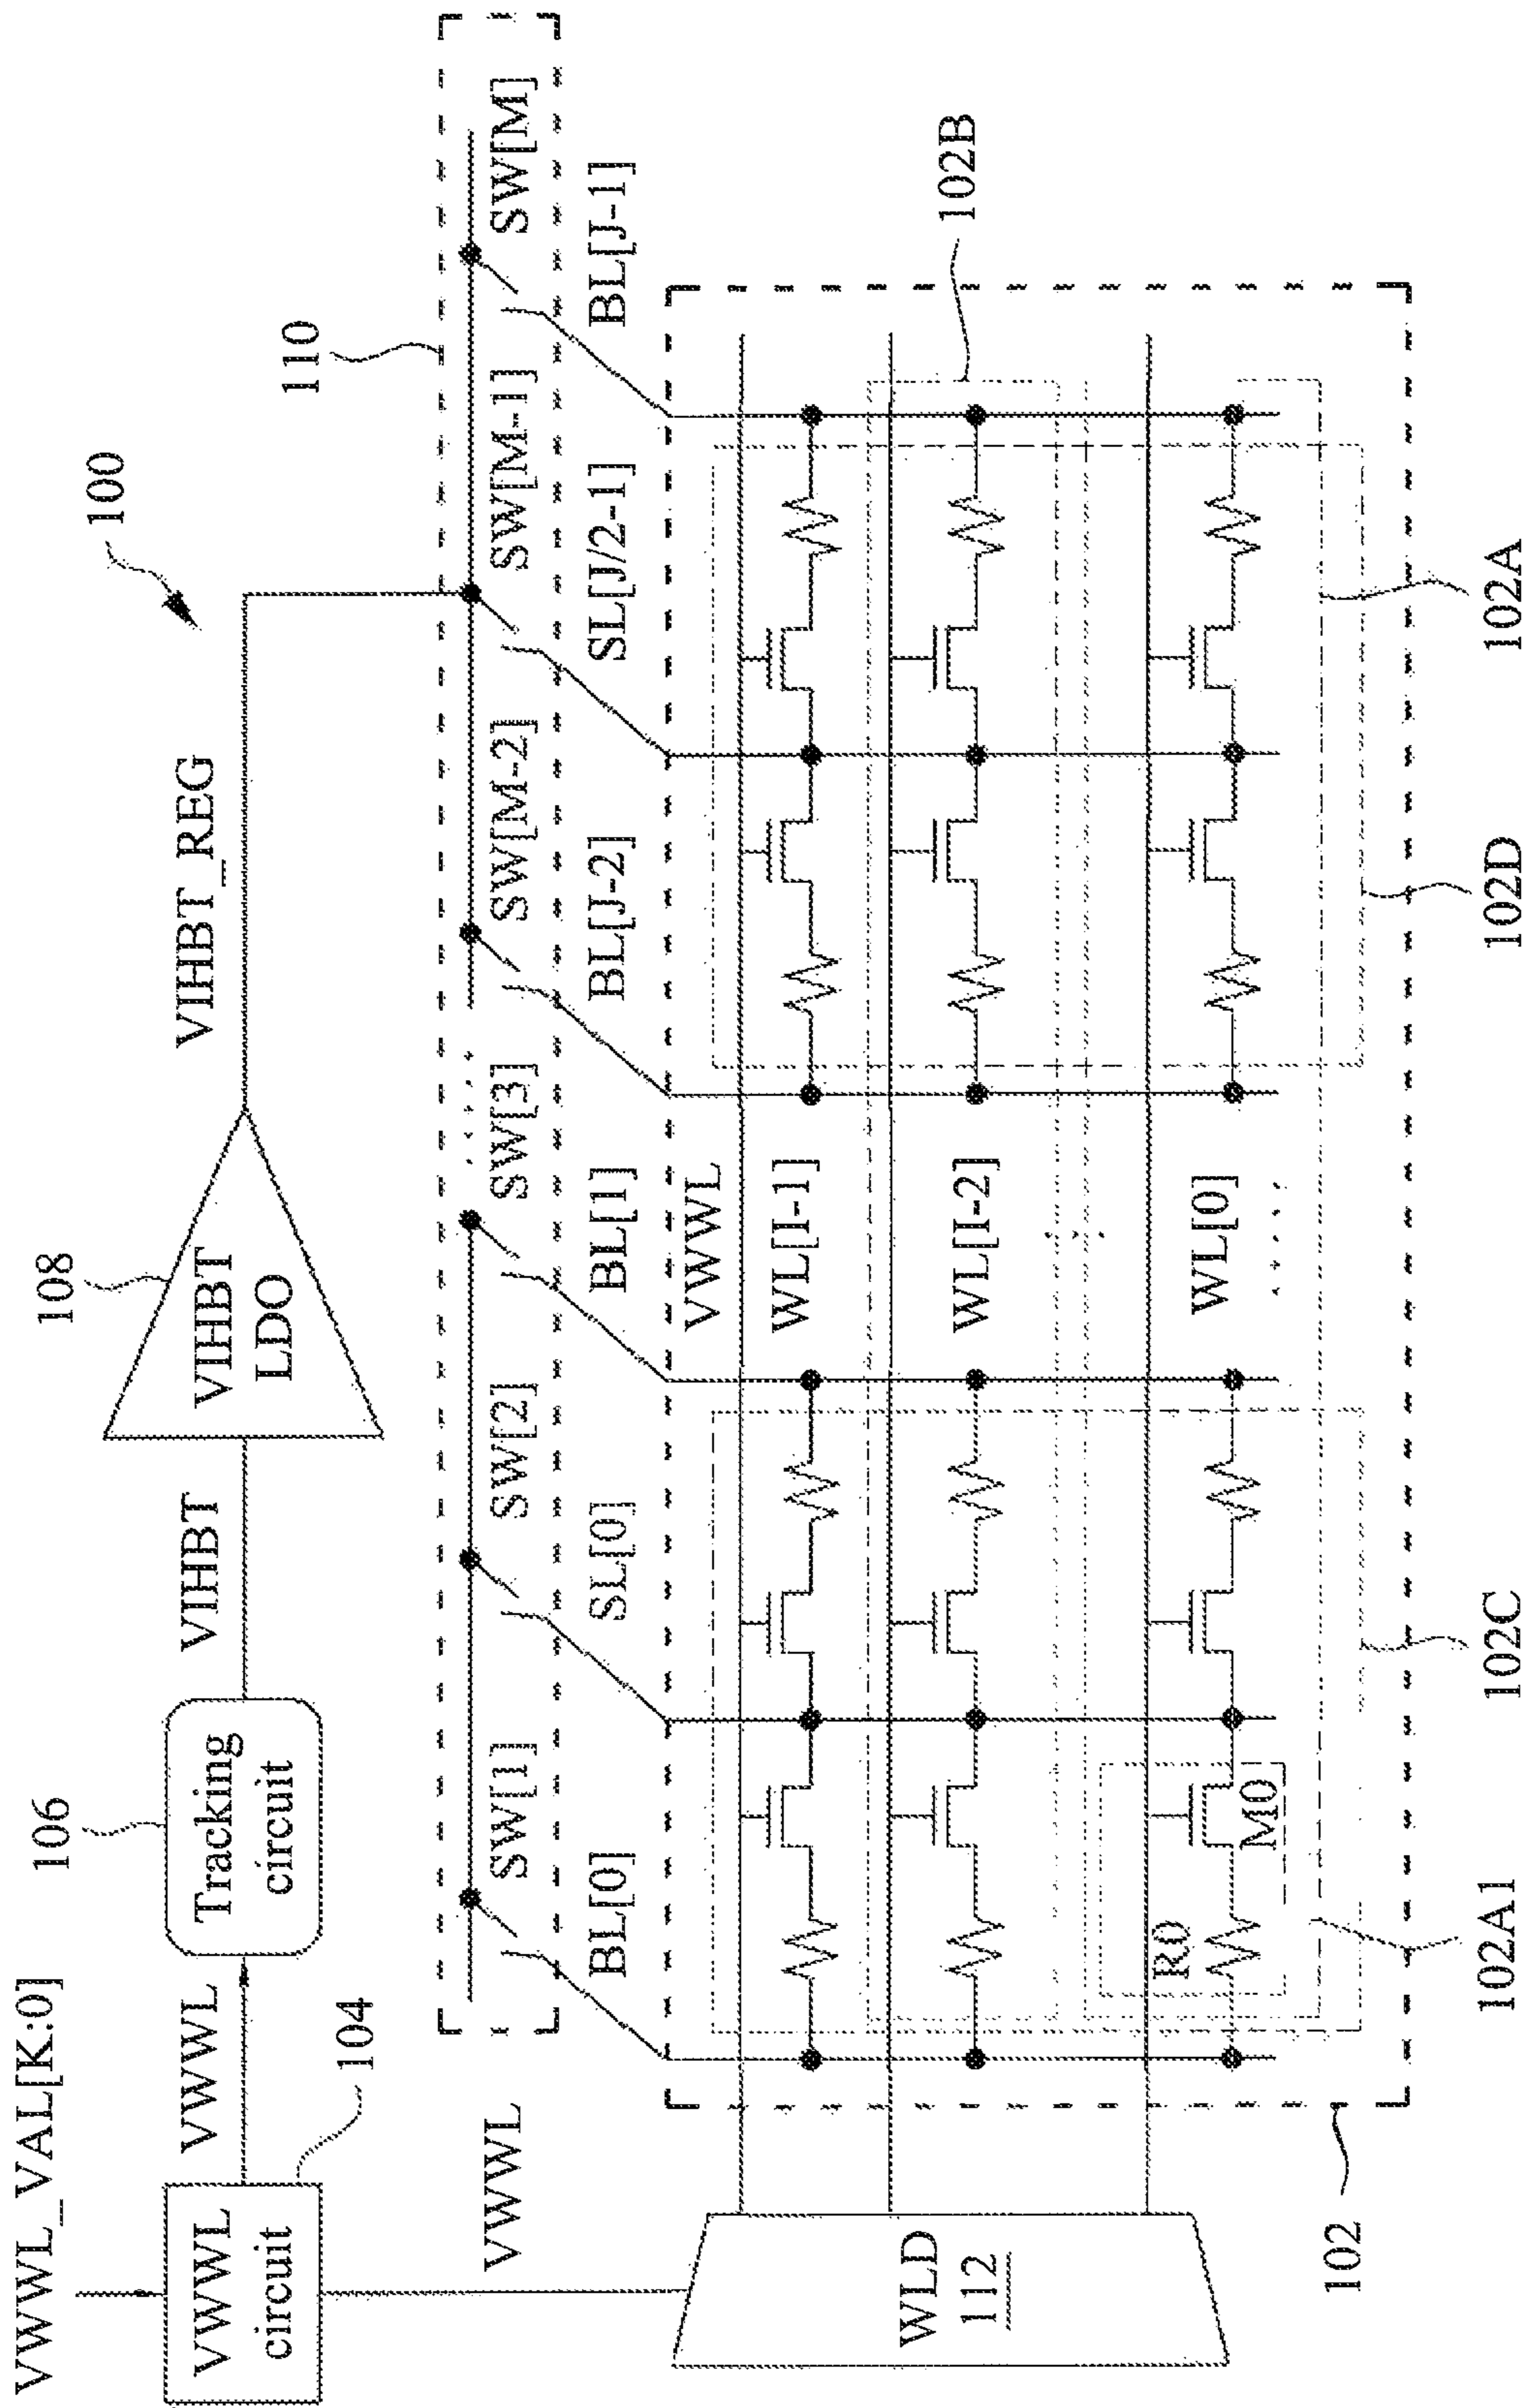 VWWL_VAL[K:0]
VWWL
circuit
104
VWWL
106
Tracking
circuit
VIHBT
108
VIHBT
LDO
VIHBT_REG
100
110
SW[1]
SW[2]
SW[3]
SW[M-2]
SW[M-1]
SW[M]
BL[0]
SL[0]
BL[1]
BL[J-2]
SL[J/2-1]
BL[J-1]
VWWL
VWWL
WL[I-1]
WL[I-2]
WL[0]
WLD
112
R0
M0
102B
102
102A1
102C
102D
102A